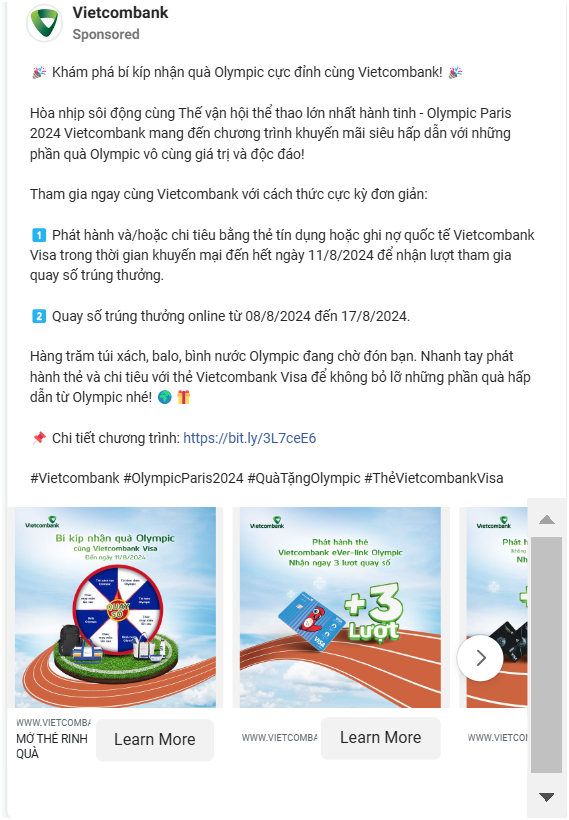 Vietcombank
Sponsored
🎉 Khám phá bí kíp nhận quà Olympic cực đỉnh cùng Vietcombank! 🎉
Hòa nhịp sôi động cùng Thế vận hội thể thao lớn nhất hành tinh - Olympic Paris
2024 Vietcombank mang đến chương trình khuyến mãi siêu hấp dẫn với những
phần quà Olympic vô cùng giá trị và độc đáo!
Tham gia ngay cùng Vietcombank với cách thức cực kỳ đơn giản:
1️⃣ Phát hành và/hoặc chi tiêu bằng thẻ tín dụng hoặc ghi nợ quốc tế Vietcombank
Visa trong thời gian khuyến mại đến hết ngày 11/8/2024 để nhận lượt tham gia
quay số trúng thưởng.
2️⃣ Quay số trúng thưởng online từ 08/8/2024 đến 17/8/2024.
Hàng trăm túi xách, balo, bình nước Olympic đang chờ đón bạn. Nhanh tay phát
hành thẻ và chi tiêu với thẻ Vietcombank Visa để không bỏ lỡ những phần quà hấp
dẫn từ Olympic nhé! 🌍 🎁
📌 Chi tiết chương trình: https://bit.ly/3L7ceE6
#Vietcombank #OlympicParis2024 #QuàTặngOlympic #ThẻVietcombankVisa
Vietcombank
Bí kíp nhận quà Olympic
cùng Vietcombank Visa
Đến ngày 11/8/2024
QUAY
SỐ
WWW.VIETCOMBA
MỞ THẺ RINH
QUÀ
Learn More
Vietcombank
Phát hành thẻ
Vietcombank eVer-link Olympic
Nhận ngay 3 lượt quay số
+3
LƯỢT
WWW.VIETCOMBA
Learn More
Vietcombank
Phát h
Nh
WWW.VIETCOM